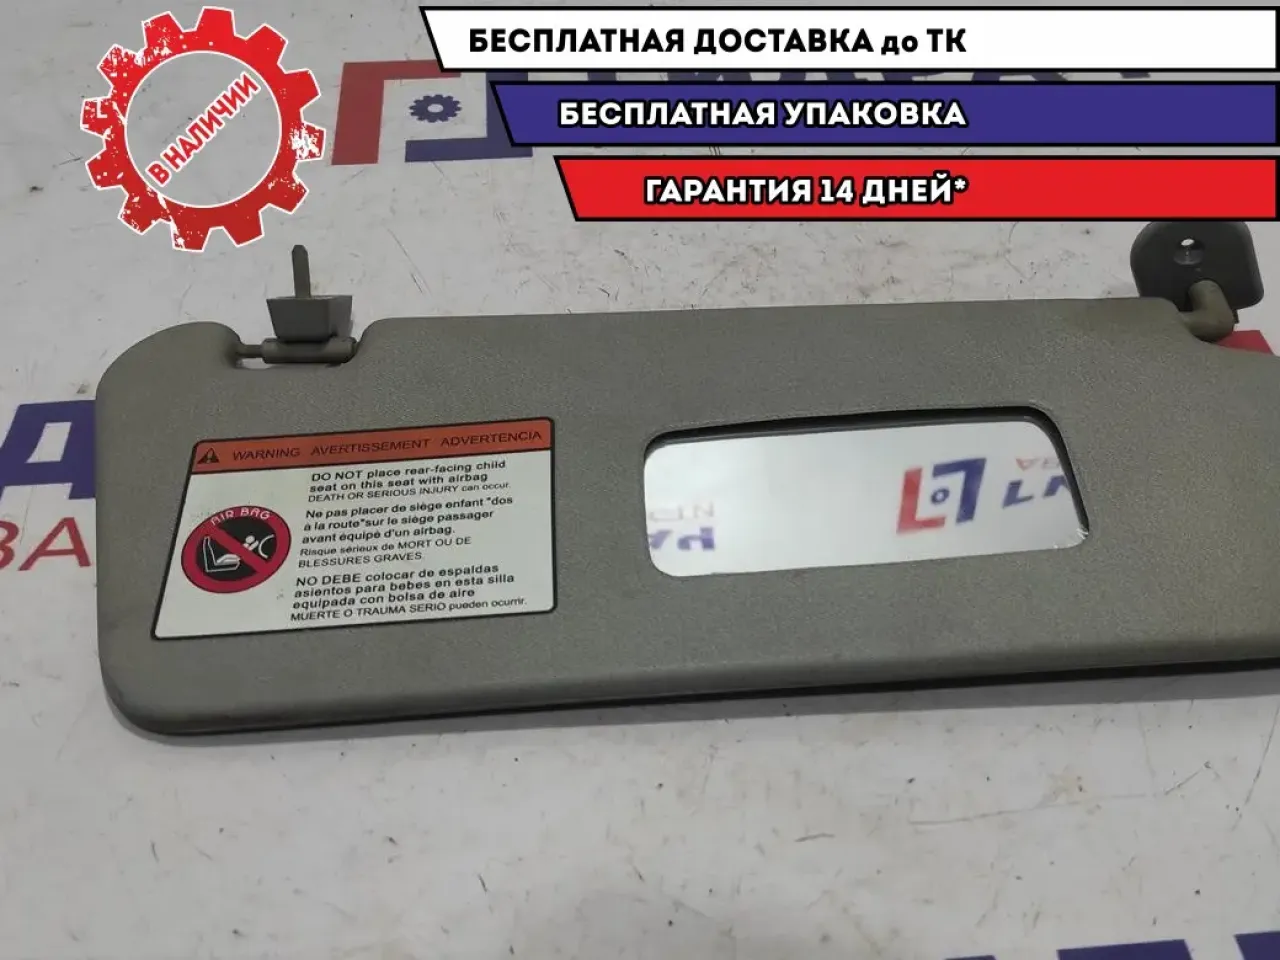 БЕСПЛАТНАЯ ДОСТАВКА до ТК
БЕСПЛАТНАЯ УПАКОВКА
ГАРАНТИЯ 14 ДНЕЙ*
В НАЛИЧИИ
WARNING AVERTISSEMENT ADVERTENCIA
DO NOT place rear-facing child
seat on this seat with airbag
DEATH OR SERIOUS INJURY can occur.
Ne pas placer de siége enfant "dos
à la route"sur le siége passager
avant équipé d'un airbag.
Risque sérieux de MORT OU DE
BLESSURES GRAVES.
NO DEBE colocar de espaldas
asientos para bebes en esta silla
equipada con bolsa de aire
MUERTE O TRAUMA SERIO pueden ocurrir.
AIR BAG